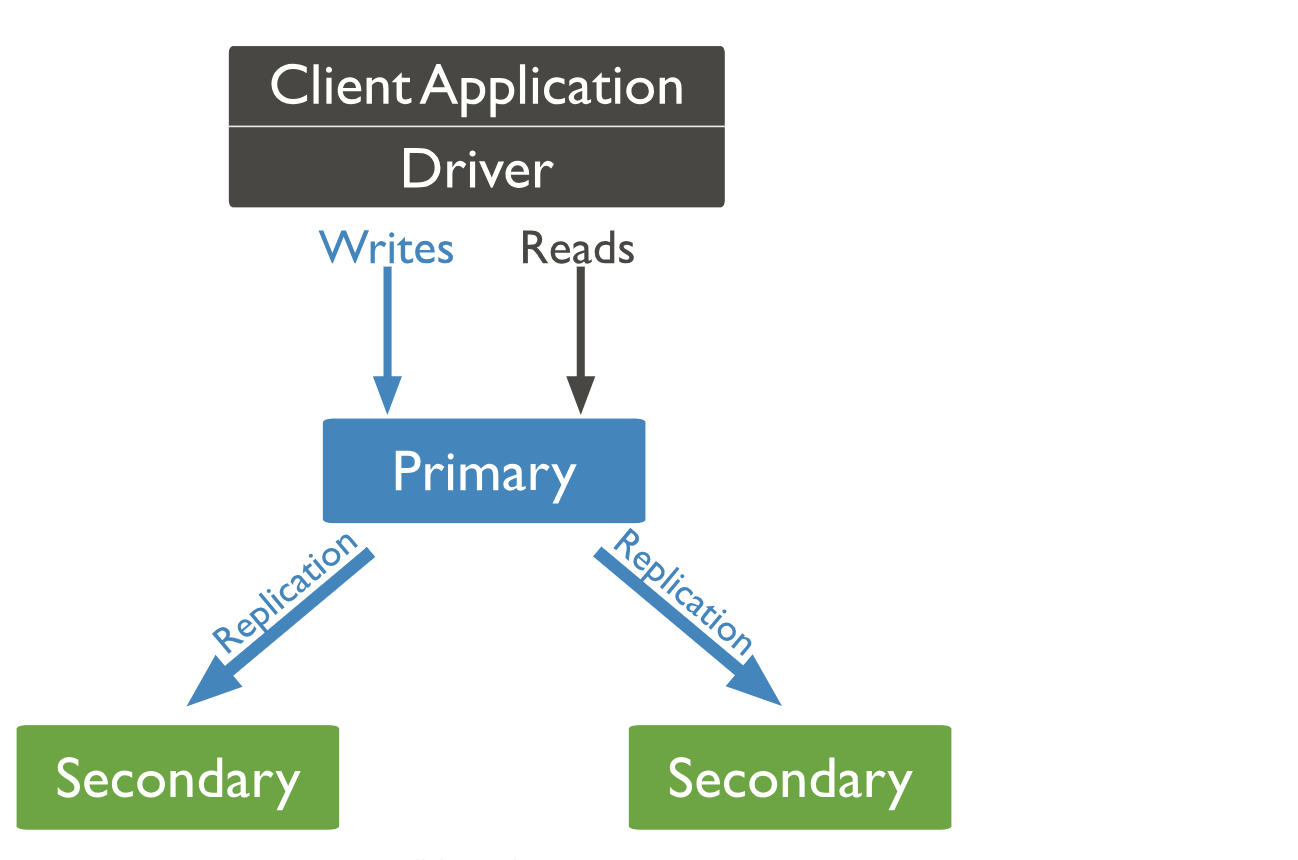 Client Application
Driver
Writes
Reads
Primary
Replication
Replication
Secondary
Secondary